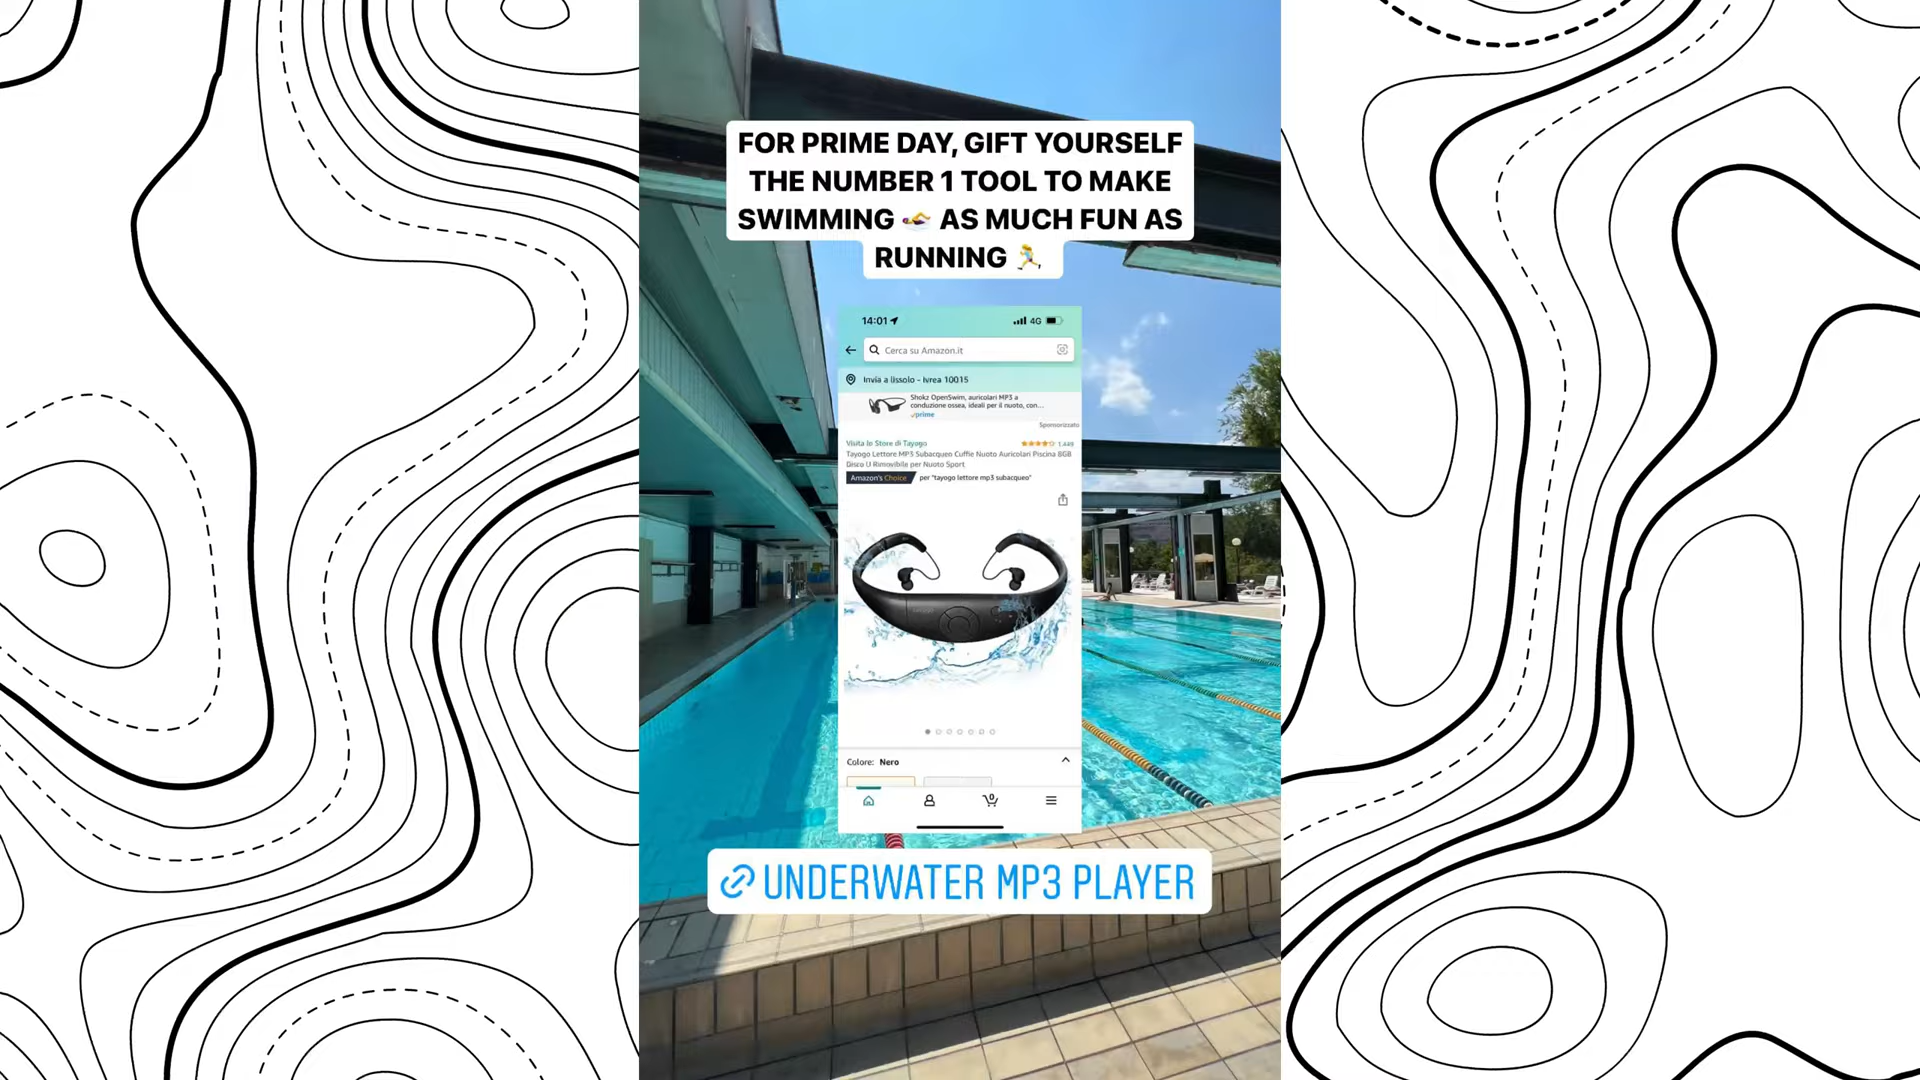 FOR PRIME DAY, GIFT YOURSELF
THE NUMBER 1 TOOL TO MAKE
SWIMMING 🏊 AS MUCH FUN AS
RUNNING 🏃
14:01
4G
Cerca su Amazon.it
Invia a lissolo - Ivrea 10015
Shokz OpenSwim, auricolari MP3 a
conduzione ossea, ideali per il nuoto, con...
prime
Sponsorizzato
Visita lo Store di Tayogo
1.449
Tayogo Lettore MP3 Subacqueo Cuffie Nuoto Auricolari Piscina 8GB
Disco U Rimovibile per Nuoto Sport
Amazon's Choice per "tayogo lettore mp3 subacqueo"
Colore: Nero
0
UNDERWATER MP3 PLAYER